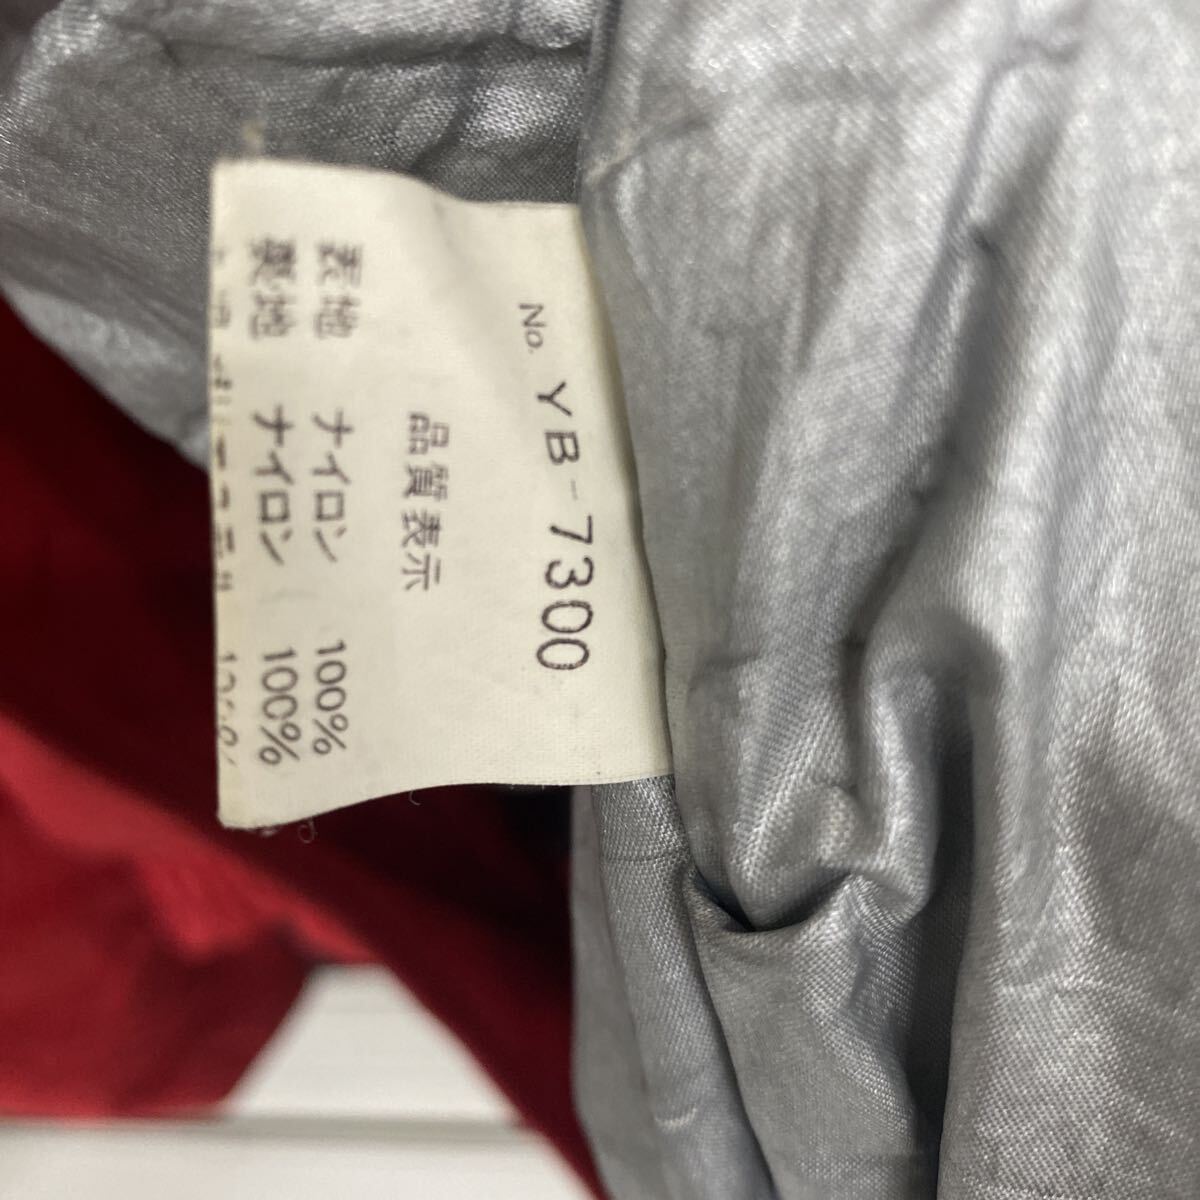 No. YB-7300
品質表示
表地 ナイロン 100%
裏地 ナイロン 100%